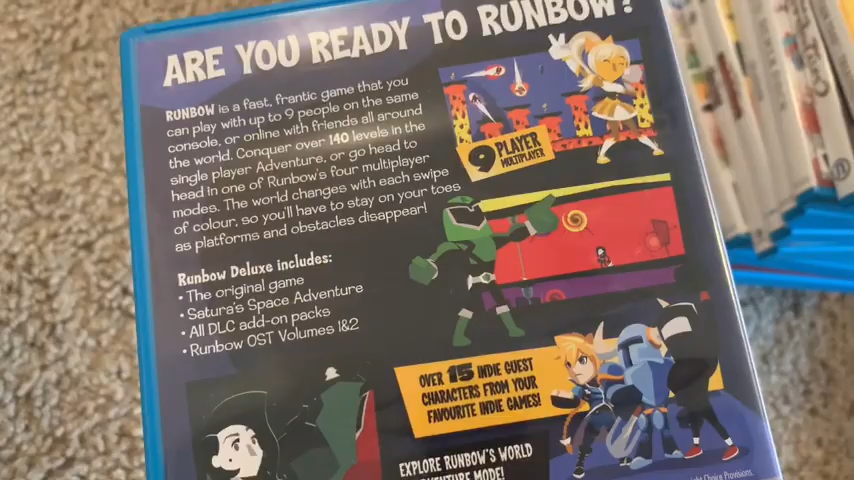 ARE YOU READY TO RUNBOW?
RUNBOW is a fast, frantic game that you
can play with up to 9 people on the same
console, or online with friends all around
the world. Conquer over 140 levels in the
single player Adventure, or go head to
head in one of Runbow's four multiplayer
modes. The world changes with each swipe
of colour, so you'll have to stay on your toes
as platforms and obstacles disappear!
Runbow Deluxe includes:
• The original game
• Satura's Space Adventure
• All DLC add-on packs
• Runbow OST Volumes 1&2
9 PLAYER
MULTIPLAYER
OVER 15 INDIE GUEST
CHARACTERS FROM YOUR
FAVOURITE INDIE GAMES!
EXPLORE RUNBOW'S WORLD
MODE!
Choice Provisions.